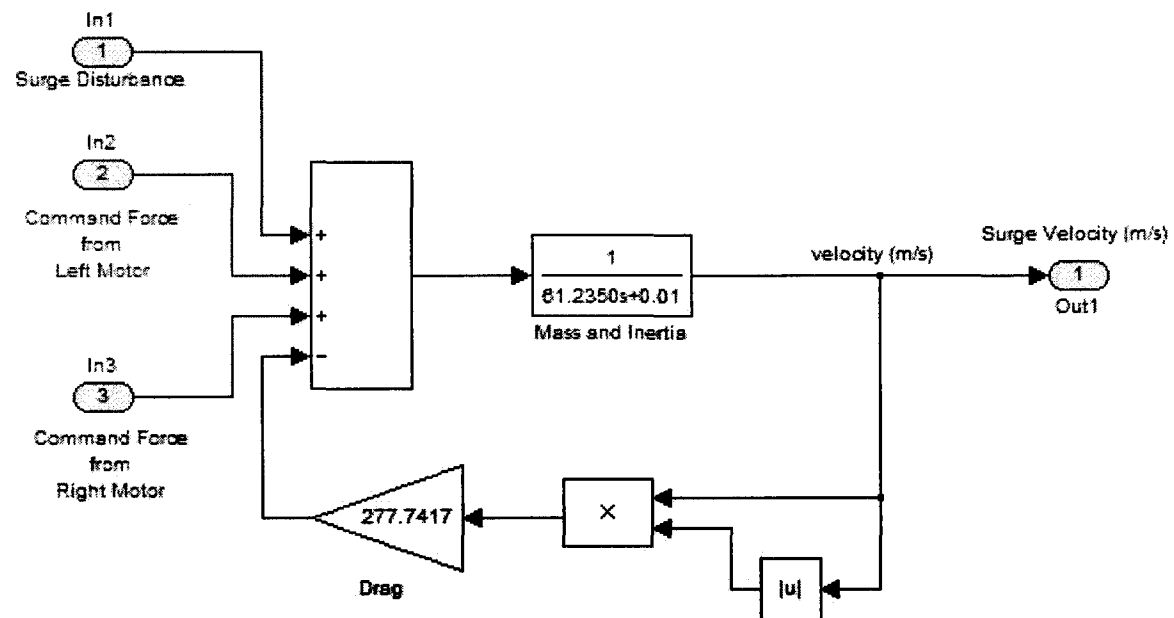 In1
1
Surge Disturbance
In2
2
Command Force
from
Left Motor
In3
3
Command Force
from
Right Motor
+
+
+
−
1
61.2350s+0.01
Mass and Inertia
velocity (m/s)
Surge Velocity (m/s)
1
Out1
277.7417
Drag
×
|u|